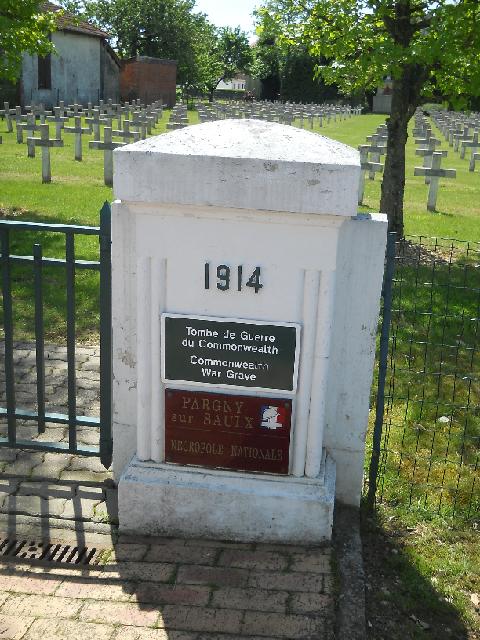 1914
Tombe de Guerre
du Commonwealth
Commonwealth
War Grave
PARGNY
sur SAULX
NECROPOLE NATIONALE